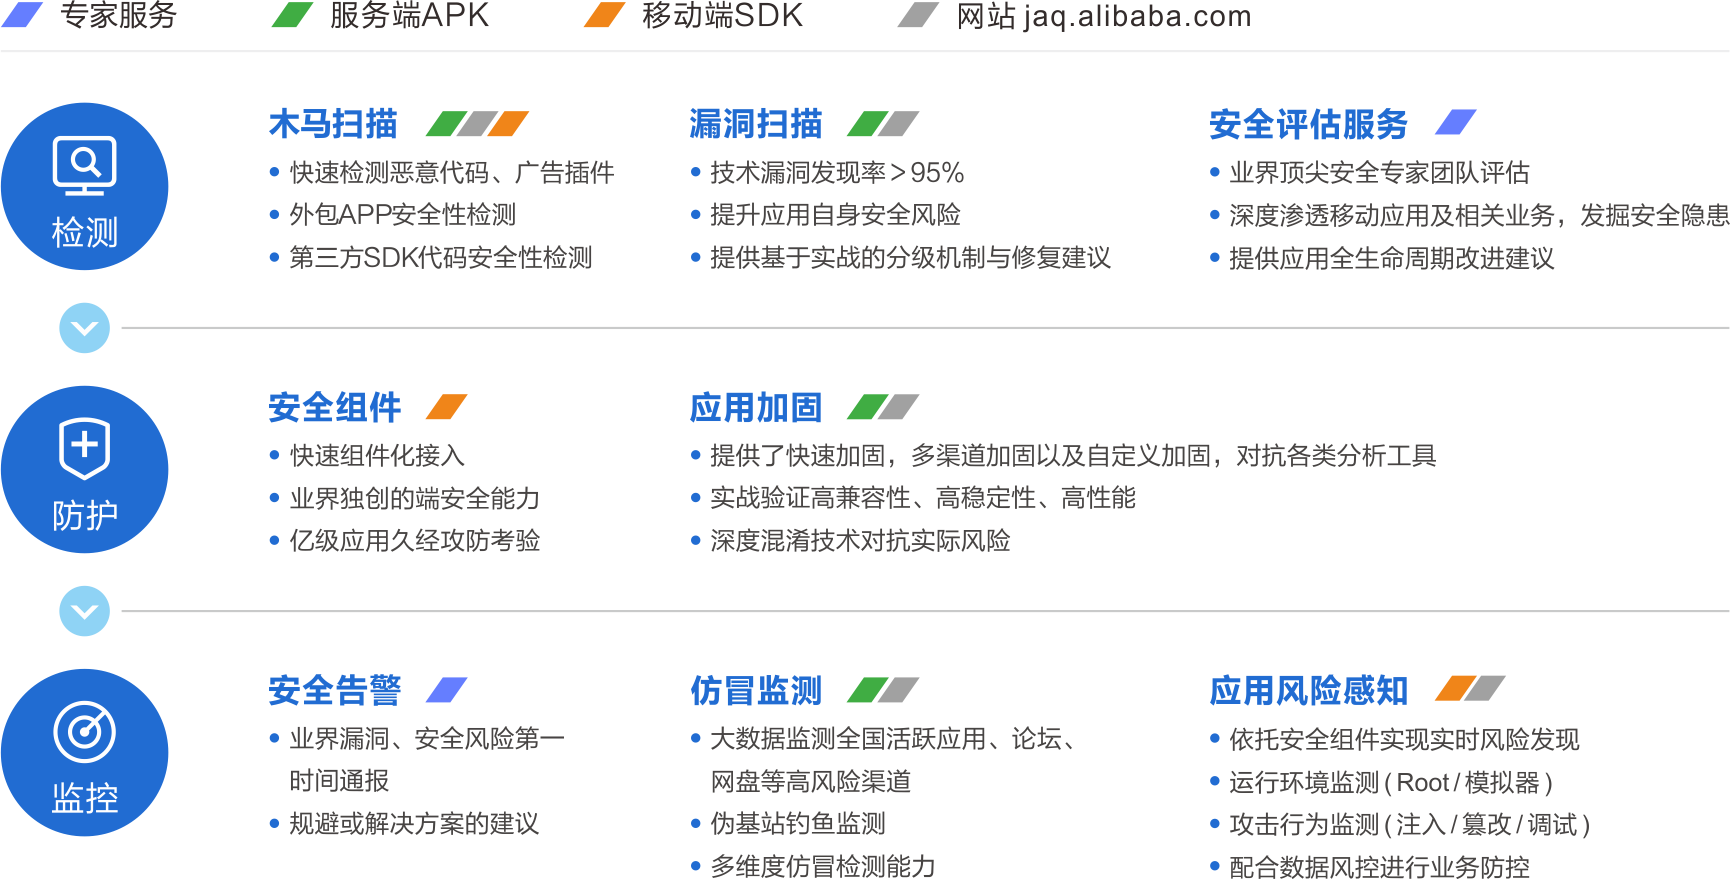 专家服务
服务端APK
移动端SDK
网站 jaq.alibaba.com
检测
木马扫描
快速检测恶意代码、广告插件
外包APP安全性检测
第三方SDK代码安全性检测
漏洞扫描
技术漏洞发现率 > 95%
提升应用自身安全风险
提供基于实战的分级机制与修复建议
安全评估服务
业界顶尖安全专家团队评估
深度渗透移动应用及相关业务，发掘安全隐患
提供应用全生命周期改进建议
防护
安全组件
快速组件化接入
业界独创的端安全能力
亿级应用久经攻防考验
应用加固
提供了快速加固，多渠道加固以及自定义加固，对抗各类分析工具
实战验证高兼容性、高稳定性、高性能
深度混淆技术对抗实际风险
监控
安全告警
业界漏洞、安全风险第一
时间通报
规避或解决方案的建议
仿冒监测
大数据监测全国活跃应用、论坛、
网盘等高风险渠道
伪基站钓鱼监测
多维度仿冒检测能力
应用风险感知
依托安全组件实现实时风险发现
运行环境监测 ( Root / 模拟器 )
攻击行为监测 ( 注入 / 篡改 / 调试 )
配合数据风控进行业务防控